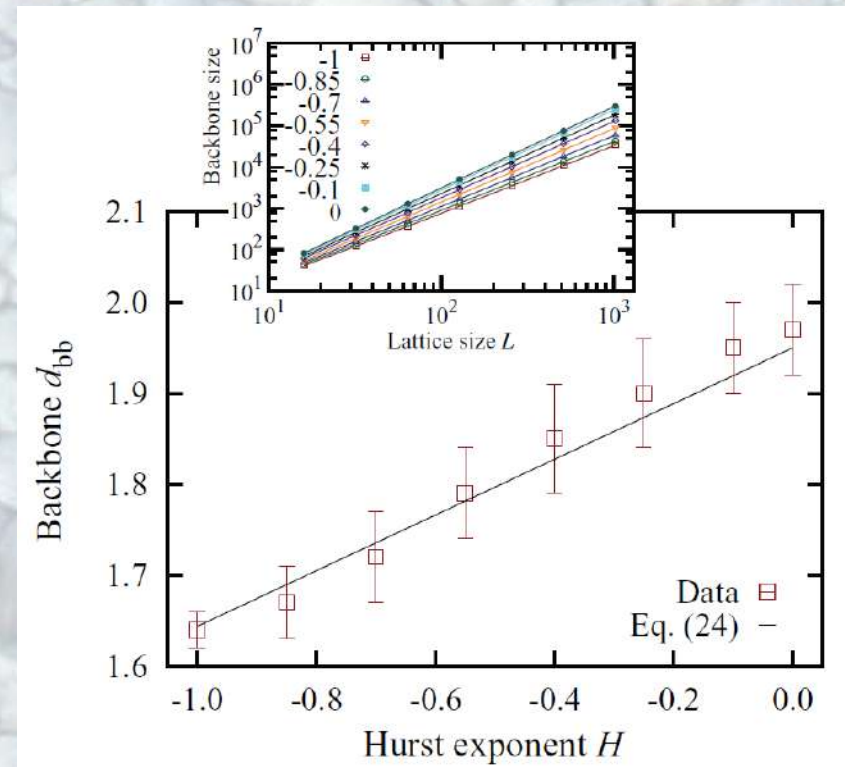 Backbone size
10^7
10^6
10^5
10^4
10^3
10^2
10^1
-1
-0.85
-0.7
-0.55
-0.4
-0.25
-0.1
0
10^1 10^2 10^3
Lattice size L
Backbone d_bb
2.1
2.0
1.9
1.8
1.7
1.6
Data
Eq. (24)
-1.0 -0.8 -0.6 -0.4 -0.2 0.0
Hurst exponent H